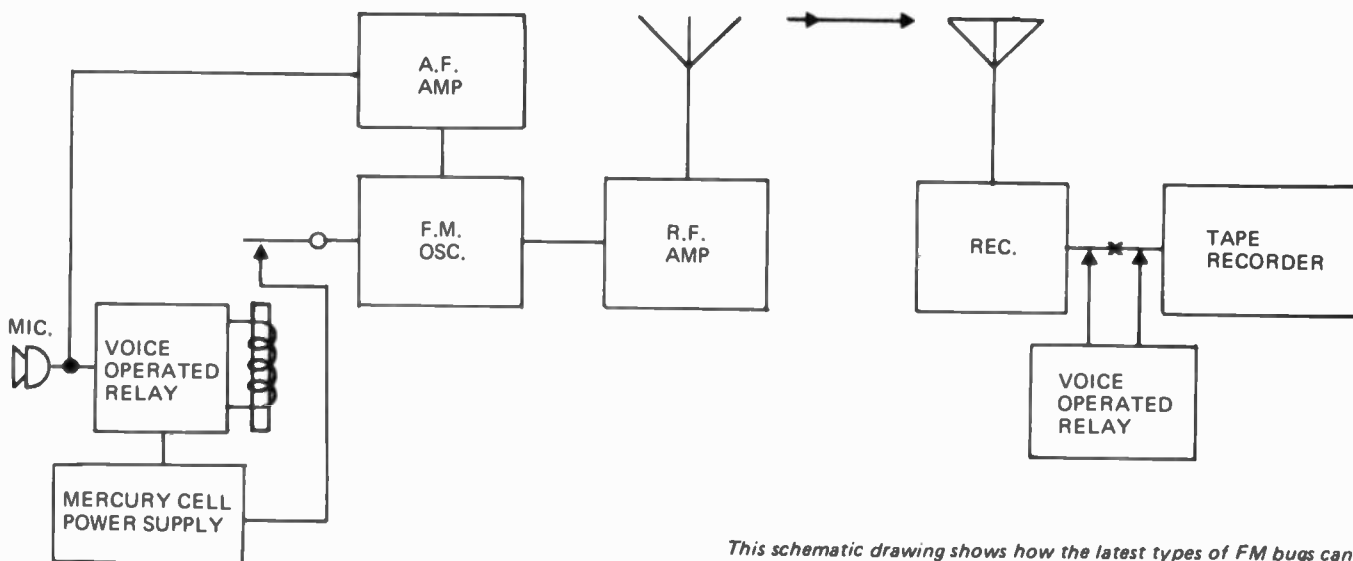 A.F.
AMP
F.M.
OSC.
R.F.
AMP
REC.
TAPE
RECORDER
MIC.
VOICE
OPERATED
RELAY
VOICE
OPERATED
RELAY
MERCURY CELL
POWER SUPPLY
This schematic drawing shows how the latest types of FM bugs can